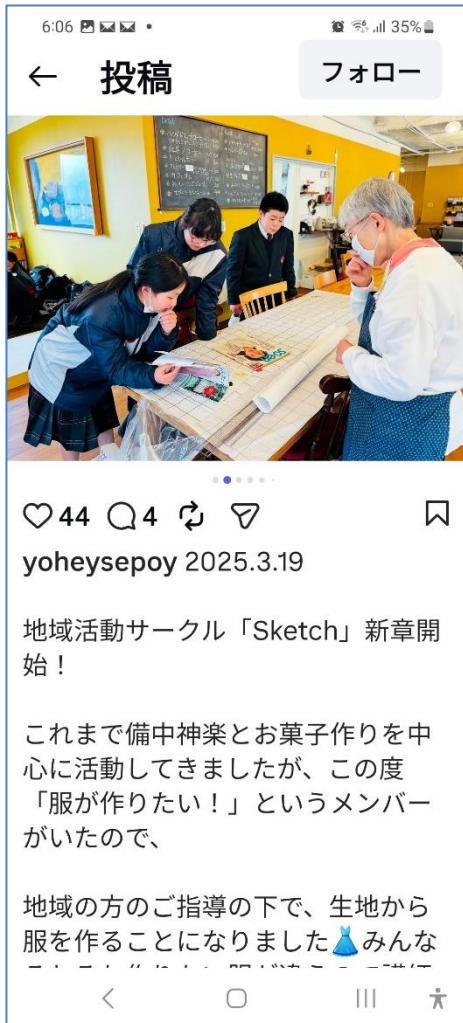 6:06
35%
投稿
フォロー
44 4
yoheysepoy 2025.3.19
地域活動サークル「Sketch」新章開
始！
これまで備中神楽とお菓子作りを中
心に活動してきましたが、この度
「服が作りたい！」というメンバー
がいたので、
地域の方のご指導の下で、生地から
服を作ることになりました👗みんな